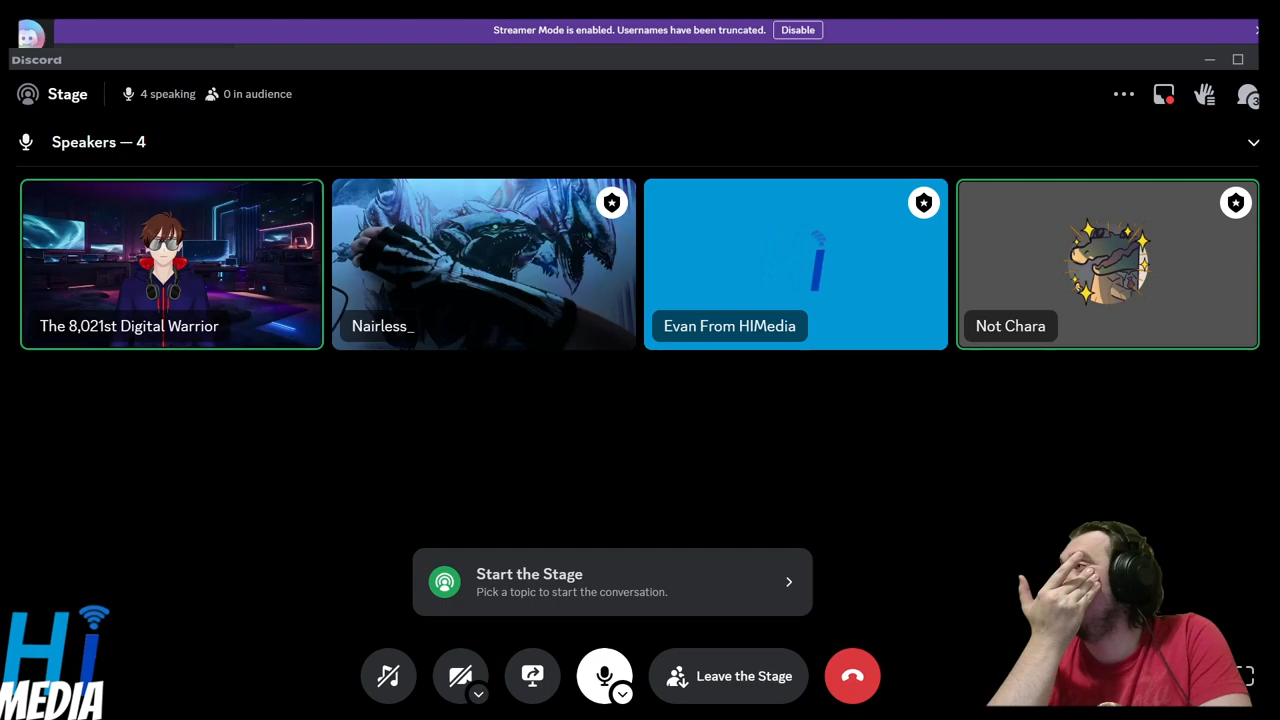 Streamer Mode is enabled. Usernames have been truncated.
Disable
Discord
Stage
4 speaking
0 in audience
3
Speakers — 4
The 8,021st Digital Warrior
Nairless_
Evan From HIMedia
Not Chara
Start the Stage
Pick a topic to start the conversation.
Leave the Stage
Hi
MEDIA